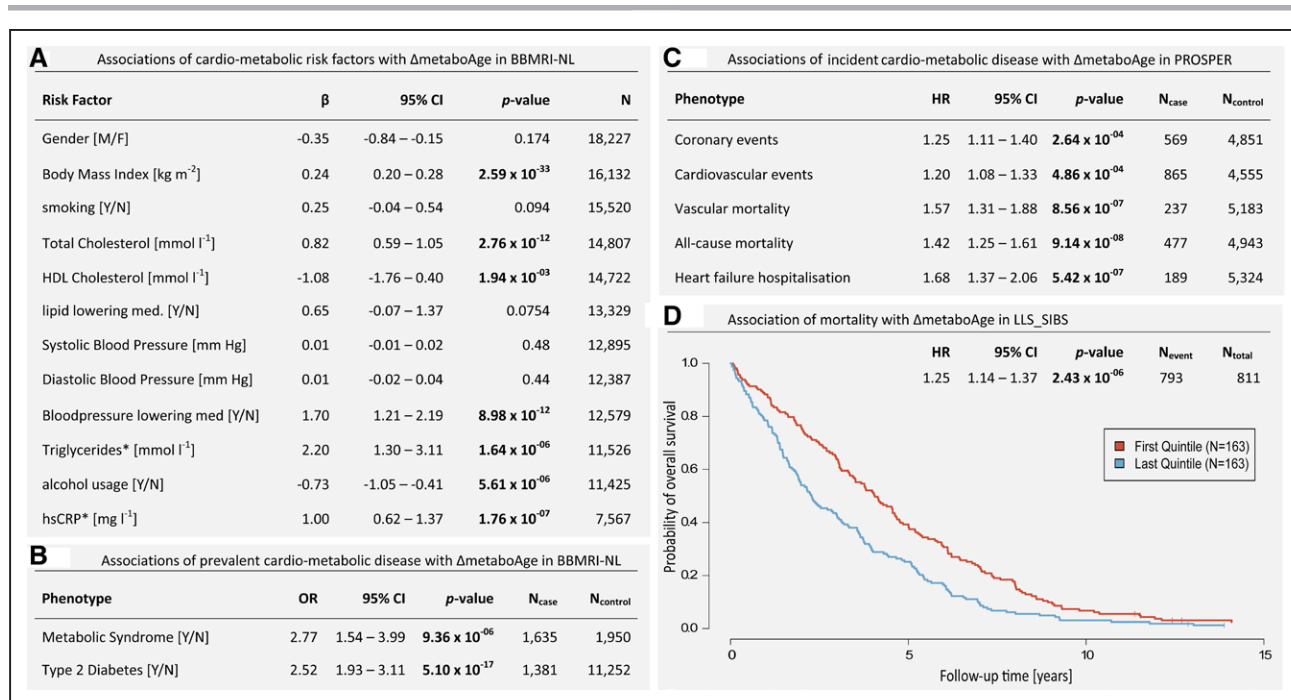 A Associations of cardio-metabolic risk factors with ΔmetaboAge in BBMRI-NL
Risk Factor β 95% CI p-value N
Gender [M/F] -0.35 -0.84 – -0.15 0.174 18,227
Body Mass Index [kg m⁻²] 0.24 0.20 – 0.28 2.59 x 10⁻³³ 16,132
smoking [Y/N] 0.25 -0.04 – 0.54 0.094 15,520
Total Cholesterol [mmol l⁻¹] 0.82 0.59 – 1.05 2.76 x 10⁻¹² 14,807
HDL Cholesterol [mmol l⁻¹] -1.08 -1.76 – 0.40 1.94 x 10⁻⁰³ 14,722
lipid lowering med. [Y/N] 0.65 -0.07 – 1.37 0.0754 13,329
Systolic Blood Pressure [mm Hg] 0.01 -0.01 – 0.02 0.48 12,895
Diastolic Blood Pressure [mm Hg] 0.01 -0.02 – 0.04 0.44 12,387
Bloodpressure lowering med [Y/N] 1.70 1.21 – 2.19 8.98 x 10⁻¹² 12,579
Triglycerides* [mmol l⁻¹] 2.20 1.30 – 3.11 1.64 x 10⁻⁰⁶ 11,526
alcohol usage [Y/N] -0.73 -1.05 – -0.41 5.61 x 10⁻⁰⁶ 11,425
hsCRP* [mg l⁻¹] 1.00 0.62 – 1.37 1.76 x 10⁻⁰⁷ 7,567
B Associations of prevalent cardio-metabolic disease with ΔmetaboAge in BBMRI-NL
Phenotype OR 95% CI p-value Ncase Ncontrol
Metabolic Syndrome [Y/N] 2.77 1.54 – 3.99 9.36 x 10⁻⁰⁶ 1,635 1,950
Type 2 Diabetes [Y/N] 2.52 1.93 – 3.11 5.10 x 10⁻¹⁷ 1,381 11,252
C Associations of incident cardio-metabolic disease with ΔmetaboAge in PROSPER
Phenotype HR 95% CI p-value Ncase Ncontrol
Coronary events 1.25 1.11 – 1.40 2.64 x 10⁻⁰⁴ 569 4,851
Cardiovascular events 1.20 1.08 – 1.33 4.86 x 10⁻⁰⁴ 865 4,555
Vascular mortality 1.57 1.31 – 1.88 8.56 x 10⁻⁰⁷ 237 5,183
All-cause mortality 1.42 1.25 – 1.61 9.14 x 10⁻⁰⁸ 477 4,943
Heart failure hospitalisation 1.68 1.37 – 2.06 5.42 x 10⁻⁰⁷ 189 5,324
D Association of mortality with ΔmetaboAge in LLS_SIBS
HR 95% CI p-value Nevent Ntotal
1.25 1.14 – 1.37 2.43 x 10⁻⁰⁶ 793 811
First Quintile (N=163)
Last Quintile (N=163)
Probability of overall survival
1.0
0.8
0.6
0.4
0.2
0.0
0 5 10 15
Follow-up time [years]